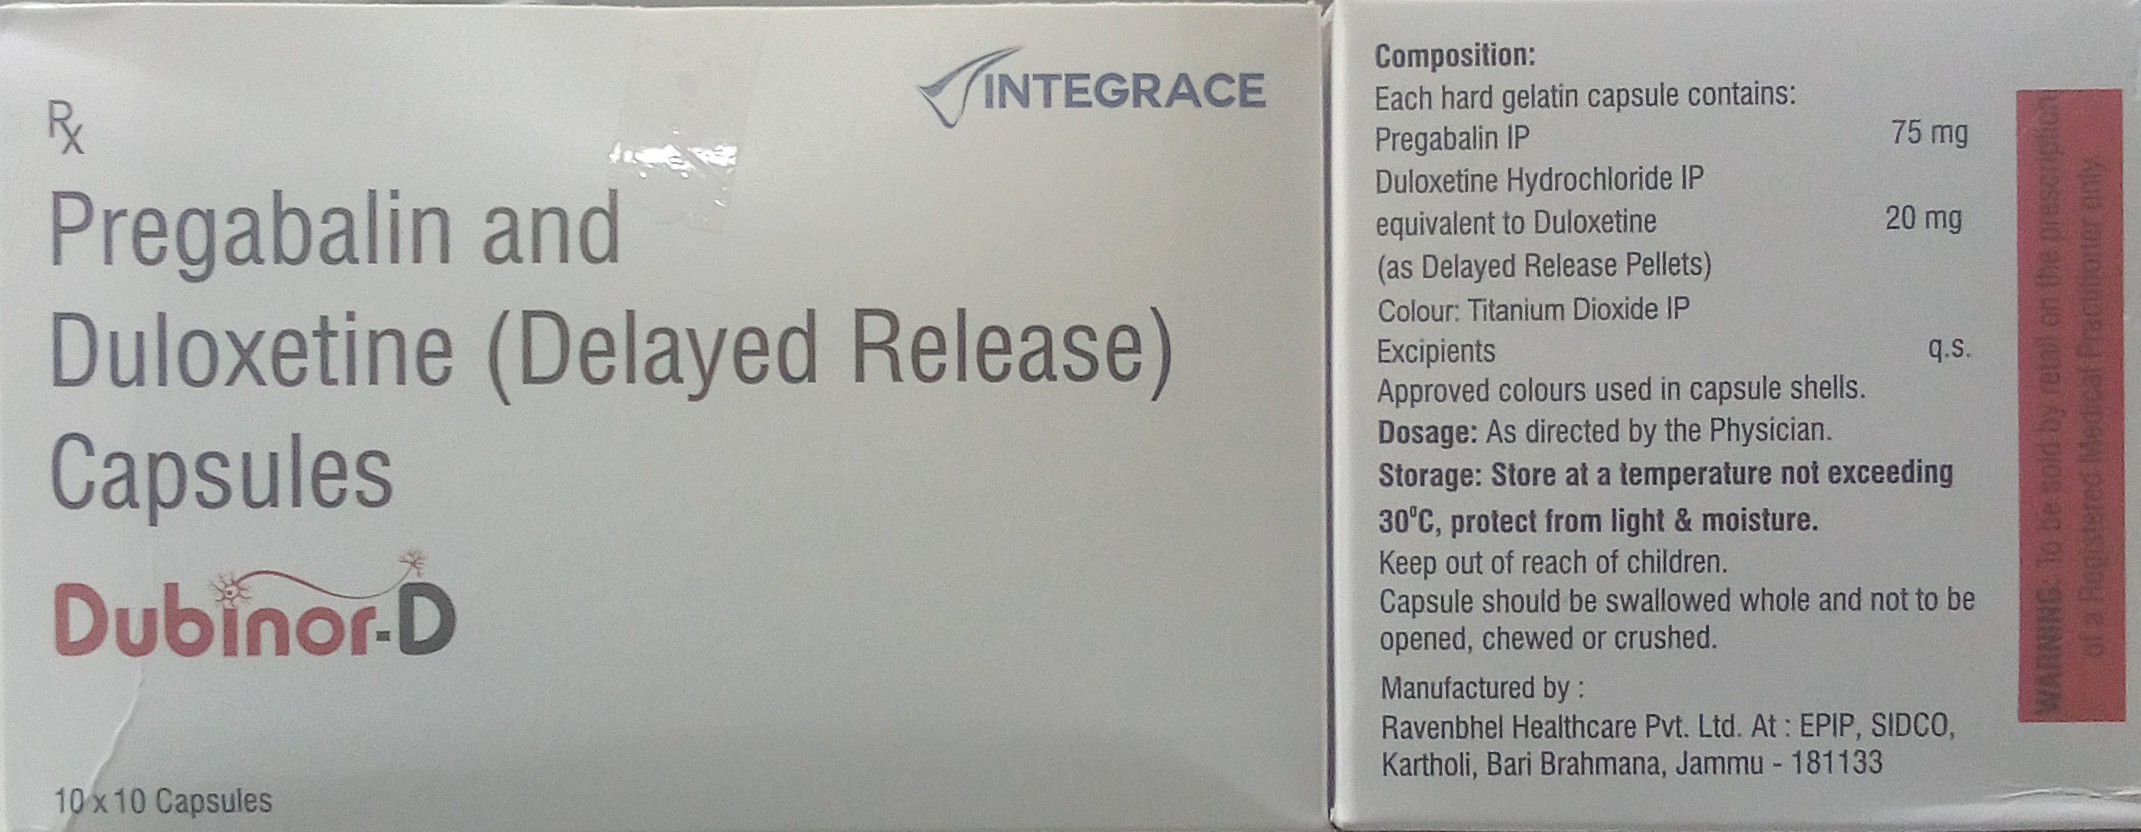 Rx
INTEGRACE
Pregabalin and
Duloxetine (Delayed Release)
Capsules
Dubinor-D
10 x 10 Capsules
Composition:
Each hard gelatin capsule contains:
Pregabalin IP 75 mg
Duloxetine Hydrochloride IP
equivalent to Duloxetine 20 mg
(as Delayed Release Pellets)
Colour: Titanium Dioxide IP
Excipients q.s.
Approved colours used in capsule shells.
Dosage: As directed by the Physician.
Storage: Store at a temperature not exceeding
30⁰C, protect from light & moisture.
Keep out of reach of children.
Capsule should be swallowed whole and not to be
opened, chewed or crushed.
Manufactured by :
Ravenbhel Healthcare Pvt. Ltd. At : EPIP, SIDCO,
Kartholi, Bari Brahmana, Jammu - 181133
WARNING: To be sold by retail on the prescription
of a Registered Medical Practitioner only